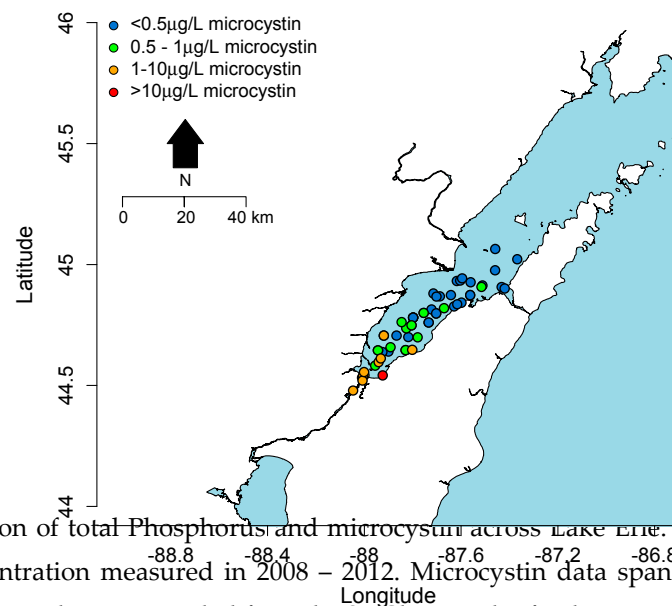 <0.5µg/L microcystin
0.5 - 1µg/L microcystin
1-10µg/L microcystin
>10µg/L microcystin
N
0 20 40 km
Latitude
46
45.5
45
44.5
44
on of total Phosphorus and microcystin across Lake Erie.
-88.8 -88.4 -88 -87.6 -87.2 -86.8
ntration measured in 2008 – 2012. Microcystin data span
Longitude